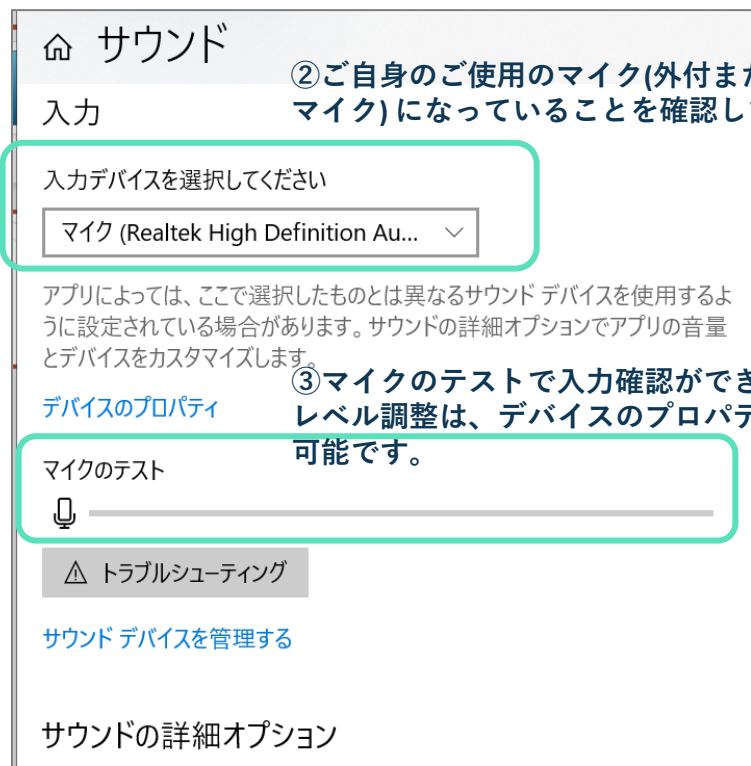 サウンド
②ご自身のご使用のマイク(外付ま
マイク) になっていることを確認し
入力
入力デバイスを選択してください
マイク (Realtek High Definition Au...
アプリによっては、ここで選択したものとは異なるサウンド デバイスを使用するよ
うに設定されている場合があります。サウンドの詳細オプションでアプリの音量
とデバイスをカスタマイズします。
③マイクのテストで入力確認ができ
レベル調整は、デバイスのプロパテ
可能です。
デバイスのプロパティ
マイクのテスト
トラブルシューティング
サウンド デバイスを管理する
サウンドの詳細オプション